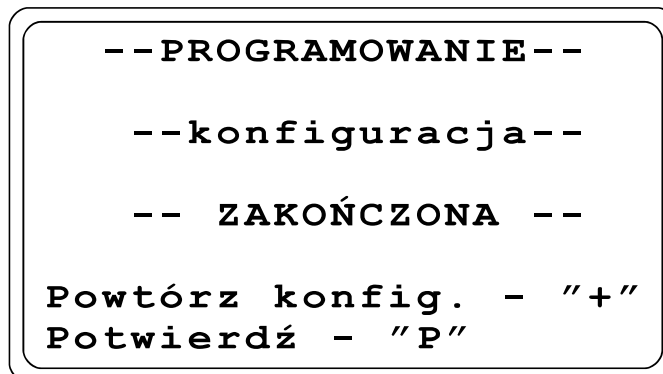 --PROGRAMOWANIE--
--konfiguracja--
-- ZAKOŃCZONA --
Powtórz konfig. - "+"
Potwierdź - "P"